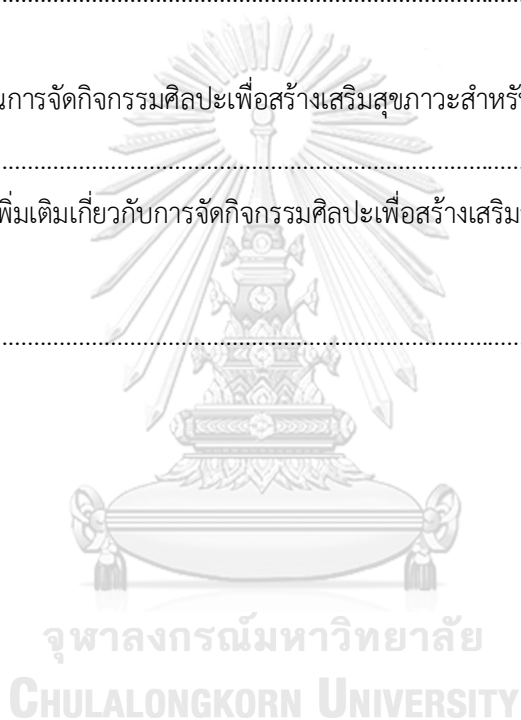 ......................................................................................................
นการจัดกิจกรรมศิลปะเพื่อสร้างเสริมสุขภาวะสำหรั
......................................................................................................
พิ่มเติมเกี่ยวกับการจัดกิจกรรมศิลปะเพื่อสร้างเสริม
......................................................................................................
จุฬาลงกรณ์มหาวิทยาลัย
CHULALONGKORN UNIVERSITY